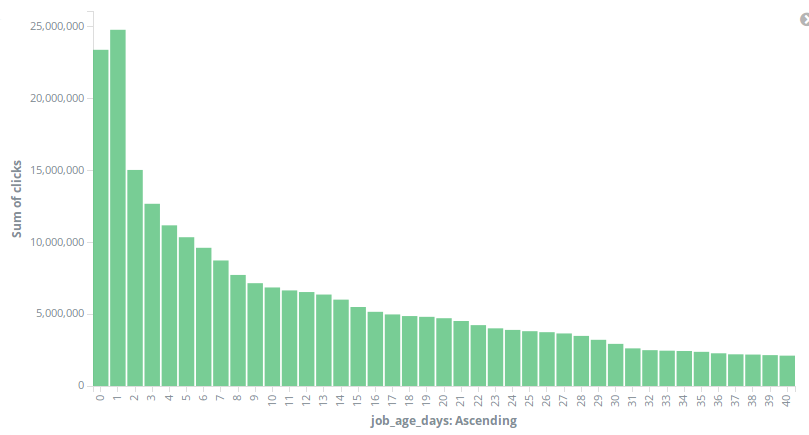 25,000,000
20,000,000
15,000,000
10,000,000
5,000,000
0
Sum of clicks
0 1 2 3 4 5 6 7 8 9 10 11 12 13 14 15 16 17 18 19 20 21 22 23 24 25 26 27 28 29 30 31 32 33 34 35 36 37 38 39 40
job_age_days: Ascending